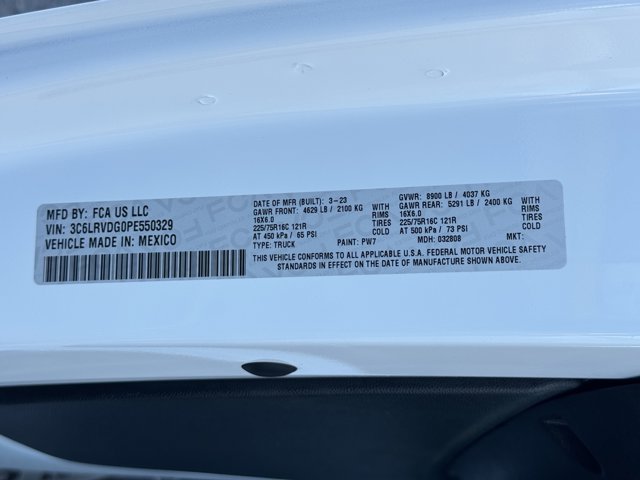 MFD BY: FCA US LLC
VIN: 3C6LRVDG0PE550329
VEHICLE MADE IN MEXICO
DATE OF MFR (BUILT): 3-23
GAWR FRONT: 4629 LB / 2100 KG WITH
16X6.0 RIMS
225/75R16C 121R TIRES
AT 450 kPa / 65 PSI COLD
TYPE: TRUCK PAINT: PW7
GVWR: 8900 LB / 4037 KG
GAWR REAR: 5291 LB / 2400 KG WITH
16X6.0 RIMS
225/75R16C 121R TIRES
AT 500 kPa / 73 PSI COLD
MDH: 032808 MKT:
THIS VEHICLE CONFORMS TO ALL APPLICABLE U.S.A. FEDERAL MOTOR VEHICLE SAFETY
STANDARDS IN EFFECT ON THE DATE OF MANUFACTURE SHOWN ABOVE.